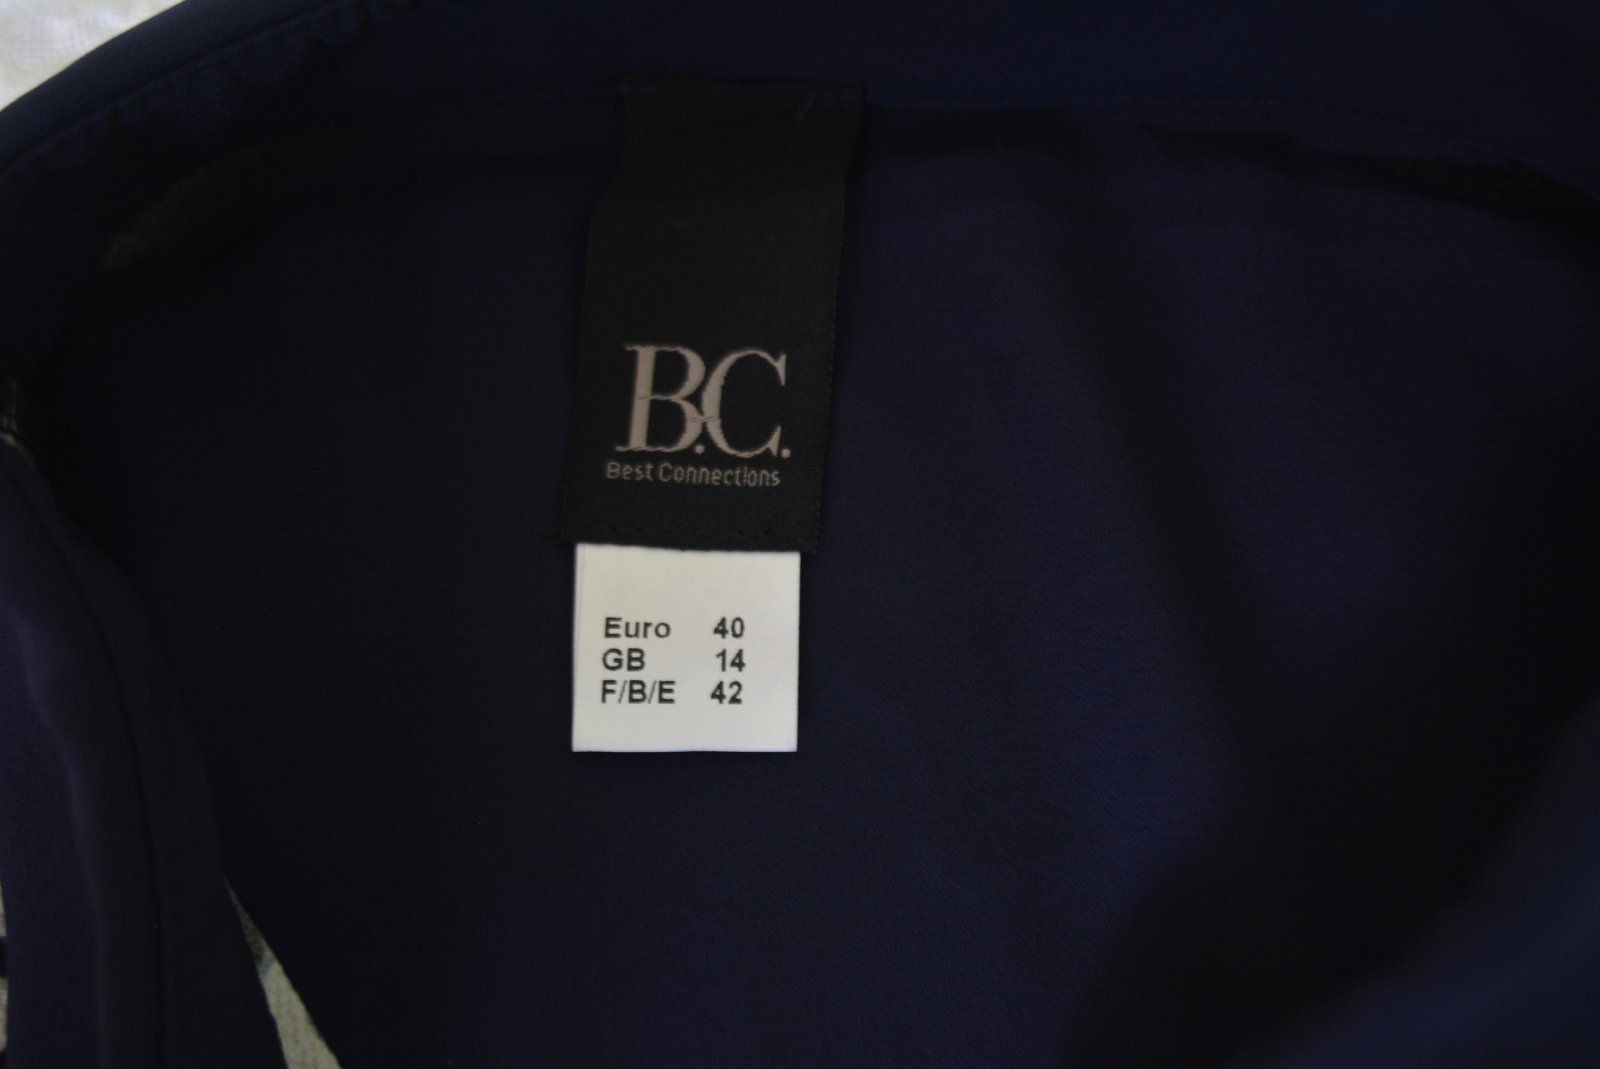 B.C.
Best Connections
Euro 40
GB 14
F/B/E 42